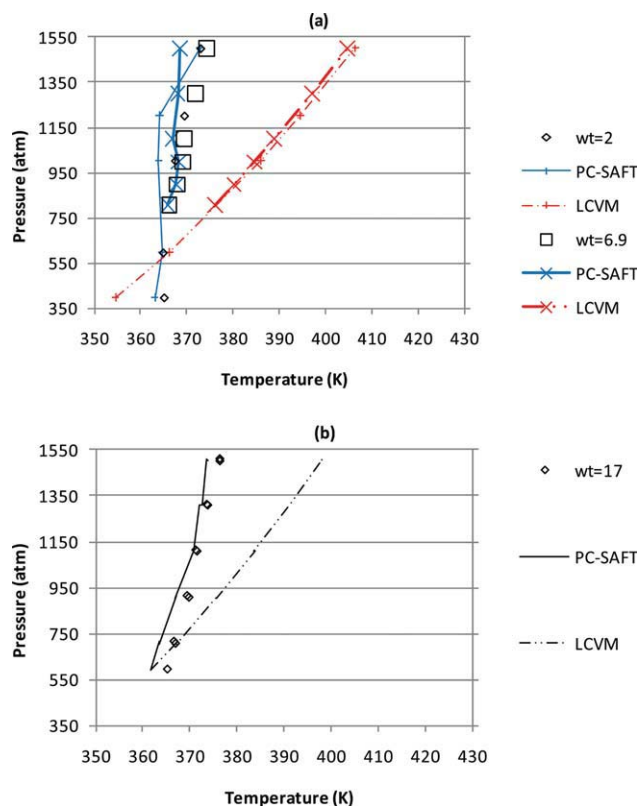 (a)
1550
1350
1150
950
750
550
350
Pressure (atm)
350 360 370 380 390 400 410 420 430
Temperature (K)
wt=2
PC-SAFT
LCVM
wt=6.9
PC-SAFT
LCVM
(b)
1550
1350
1150
950
750
550
350
Pressure (atm)
350 360 370 380 390 400 410 420 430
Temperature (K)
wt=17
PC-SAFT
LCVM